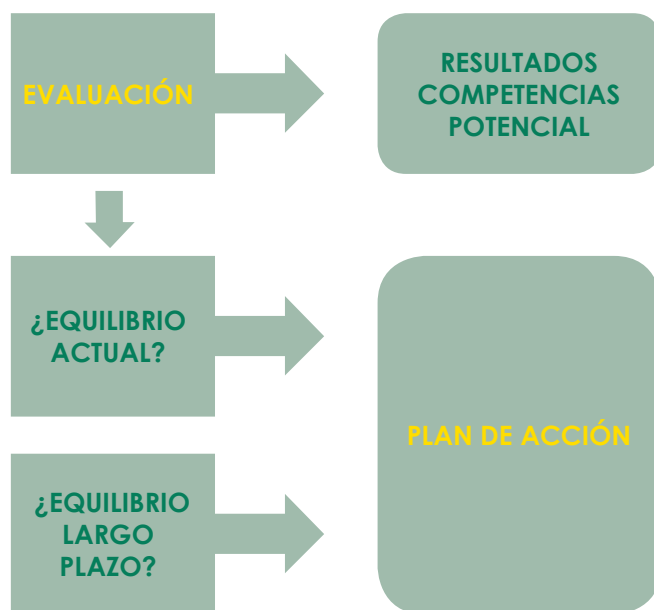 EVALUACIÓN
RESULTADOS
COMPETENCIAS
POTENCIAL
¿EQUILIBRIO
ACTUAL?
PLAN DE ACCIÓN
¿EQUILIBRIO
LARGO
PLAZO?